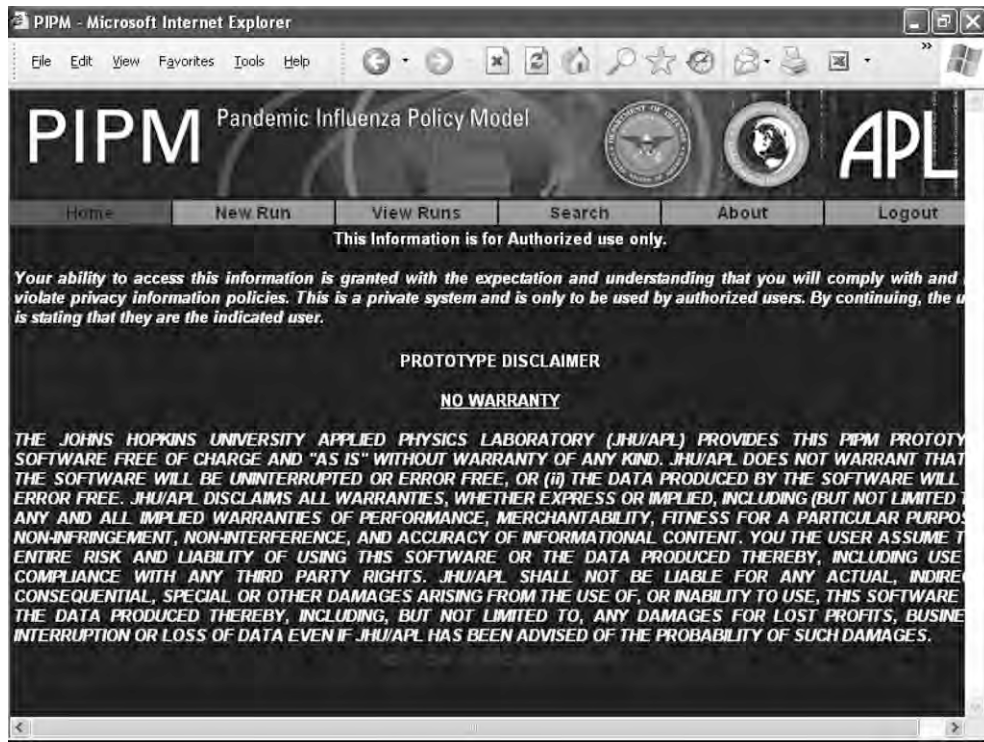 PIPM - Microsoft Internet Explorer
File Edit View Favorites Tools Help
PIPM Pandemic Influenza Policy Model APL
Home New Run View Runs Search About Logout
This Information is for Authorized use only.
Your ability to access this information is granted with the expectation and understanding that you will comply with and
violate privacy information policies. This is a private system and is only to be used by authorized users. By continuing, the u
is stating that they are the indicated user.
PROTOTYPE DISCLAIMER
NO WARRANTY
THE JOHNS HOPKINS UNIVERSITY APPLIED PHYSICS LABORATORY (JHU/APL) PROVIDES THIS PIPM PROTOTY
SOFTWARE FREE OF CHARGE AND "AS IS" WITHOUT WARRANTY OF ANY KIND. JHU/APL DOES NOT WARRANT THAT
THE SOFTWARE WILL BE UNINTERRUPTED OR ERROR FREE, OR (ii) THE DATA PRODUCED BY THE SOFTWARE WILL
ERROR FREE. JHU/APL DISCLAIMS ALL WARRANTIES, WHETHER EXPRESS OR IMPLIED, INCLUDING (BUT NOT LIMITED T
ANY AND ALL IMPLIED WARRANTIES OF PERFORMANCE, MERCHANTABILITY, FITNESS FOR A PARTICULAR PURPOS
NON-INFRINGEMENT, NON-INTERFERENCE, AND ACCURACY OF INFORMATIONAL CONTENT. YOU THE USER ASSUME T
ENTIRE RISK AND LIABILITY OF USING THIS SOFTWARE OR THE DATA PRODUCED THEREBY, INCLUDING USE
COMPLIANCE WITH ANY THIRD PARTY RIGHTS. JHU/APL SHALL NOT BE LIABLE FOR ANY ACTUAL, INDIREC
CONSEQUENTIAL, SPECIAL OR OTHER DAMAGES ARISING FROM THE USE OF, OR INABILITY TO USE, THIS SOFTWARE
THE DATA PRODUCED THEREBY, INCLUDING, BUT NOT LIMITED TO, ANY DAMAGES FOR LOST PROFITS, BUSINE
INTERRUPTION OR LOSS OF DATA EVEN IF JHU/APL HAS BEEN ADVISED OF THE PROBABILITY OF SUCH DAMAGES.